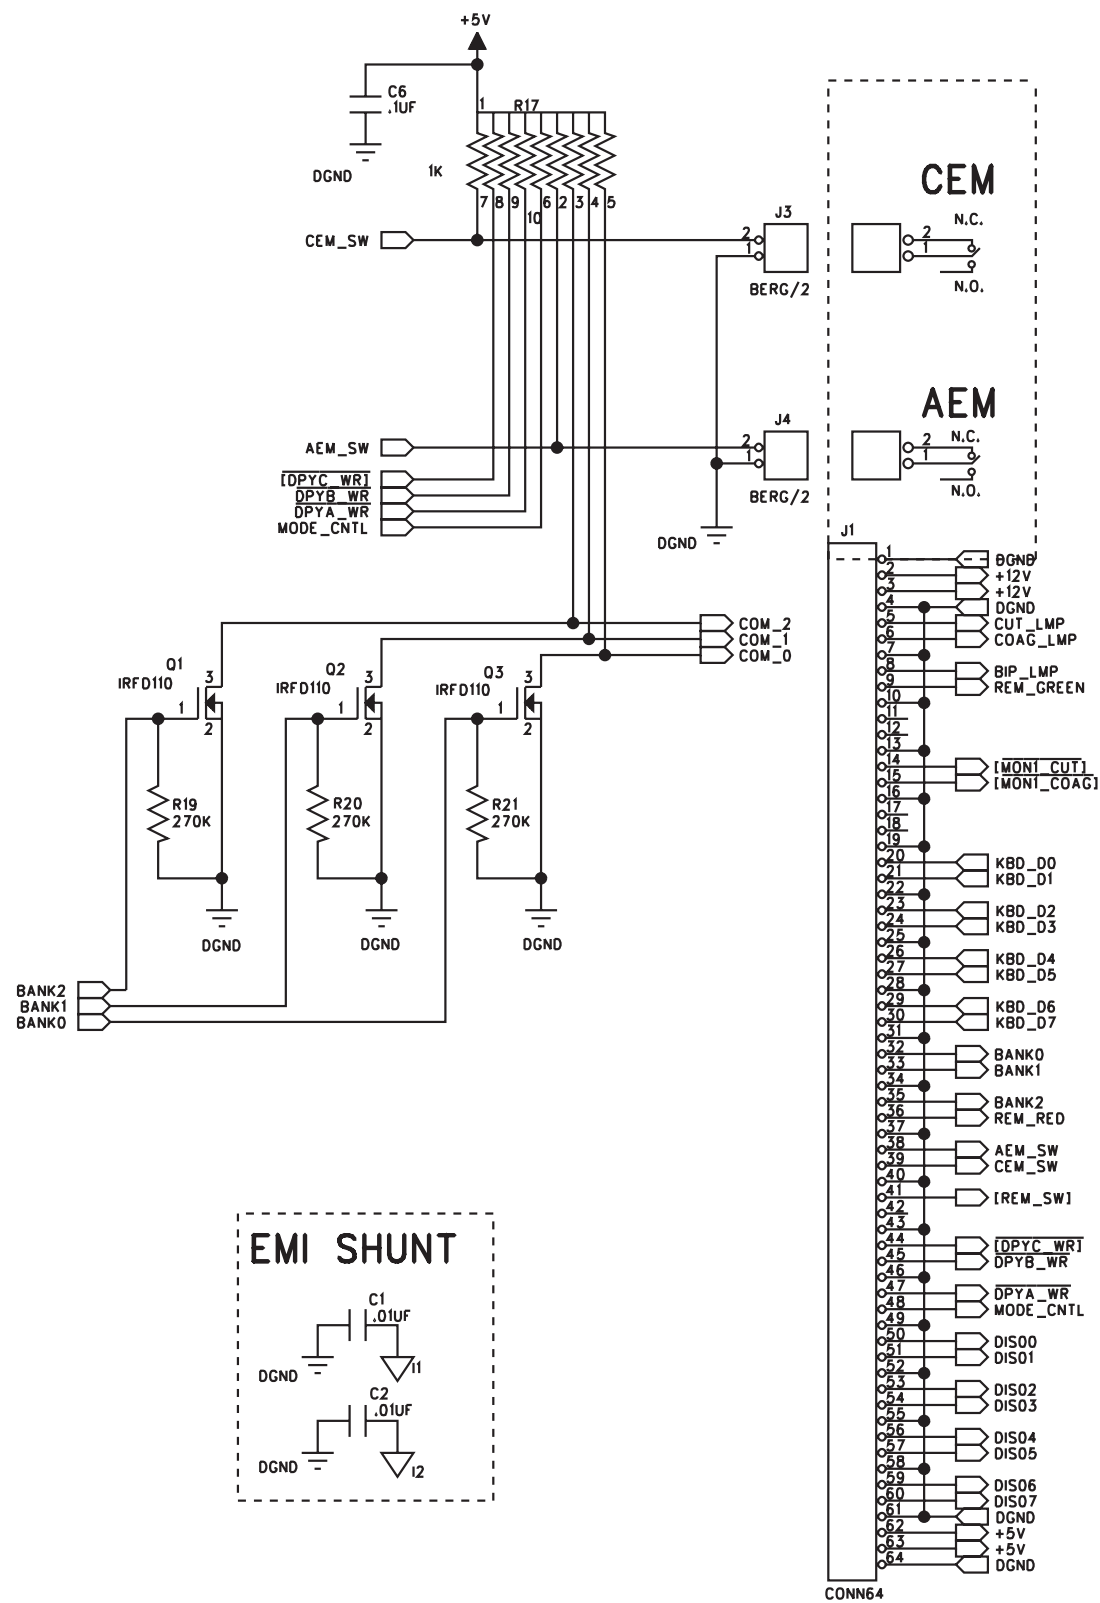 +5V
C6
.1UF
DGND
1
R17
1K
7
8
9
10
6
2
3
4
5
CEM_SW
J3
2
1
BERG/2
CEM
N.C.
2
1
N.O.
AEM_SW
J4
2
1
BERG/2
AEM
N.C.
2
1
N.O.
[DPYC_WR]
DPYB_WR
DPYA_WR
MODE_CNTL
DGND
COM_2
COM_1
COM_0
Q1
IRFD110
3
1
2
Q2
IRFD110
3
1
2
Q3
IRFD110
3
1
2
R19
270K
R20
270K
R21
270K
DGND
DGND
DGND
BANK2
BANK1
BANK0
EMI SHUNT
C1
.01UF
DGND
I1
C2
.01UF
DGND
I2
J1
1 DGND
2 +12V
3 +12V
4 DGND
5 CUT_LMP
6 COAG_LMP
7
8 BIP_LMP
9 REM_GREEN
10
11
12
13
14 [MON1_CUT]
15 [MON1_COAG]
16
17
18
19
20 KBD_D0
21 KBD_D1
22
23 KBD_D2
24 KBD_D3
25
26 KBD_D4
27 KBD_D5
28
29 KBD_D6
30 KBD_D7
31
32 BANK0
33 BANK1
34
35 BANK2
36 REM_RED
37
38 AEM_SW
39 CEM_SW
40
41 [REM_SW]
42
43
44 [DPYC_WR]
45 DPYB_WR
46
47 DPYA_WR
48 MODE_CNTL
49
50 DISO0
51 DISO1
52
53 DISO2
54 DISO3
55
56 DISO4
57 DISO5
58
59 DISO6
60 DISO7
61 DGND
62 +5V
63 +5V
64 DGND
CONN64